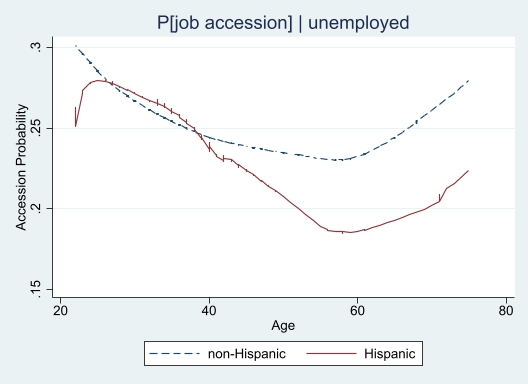 P[job accession] | unemployed
Accession Probability
.3
.25
.2
.15
20 40 60 80
Age
non-Hispanic Hispanic